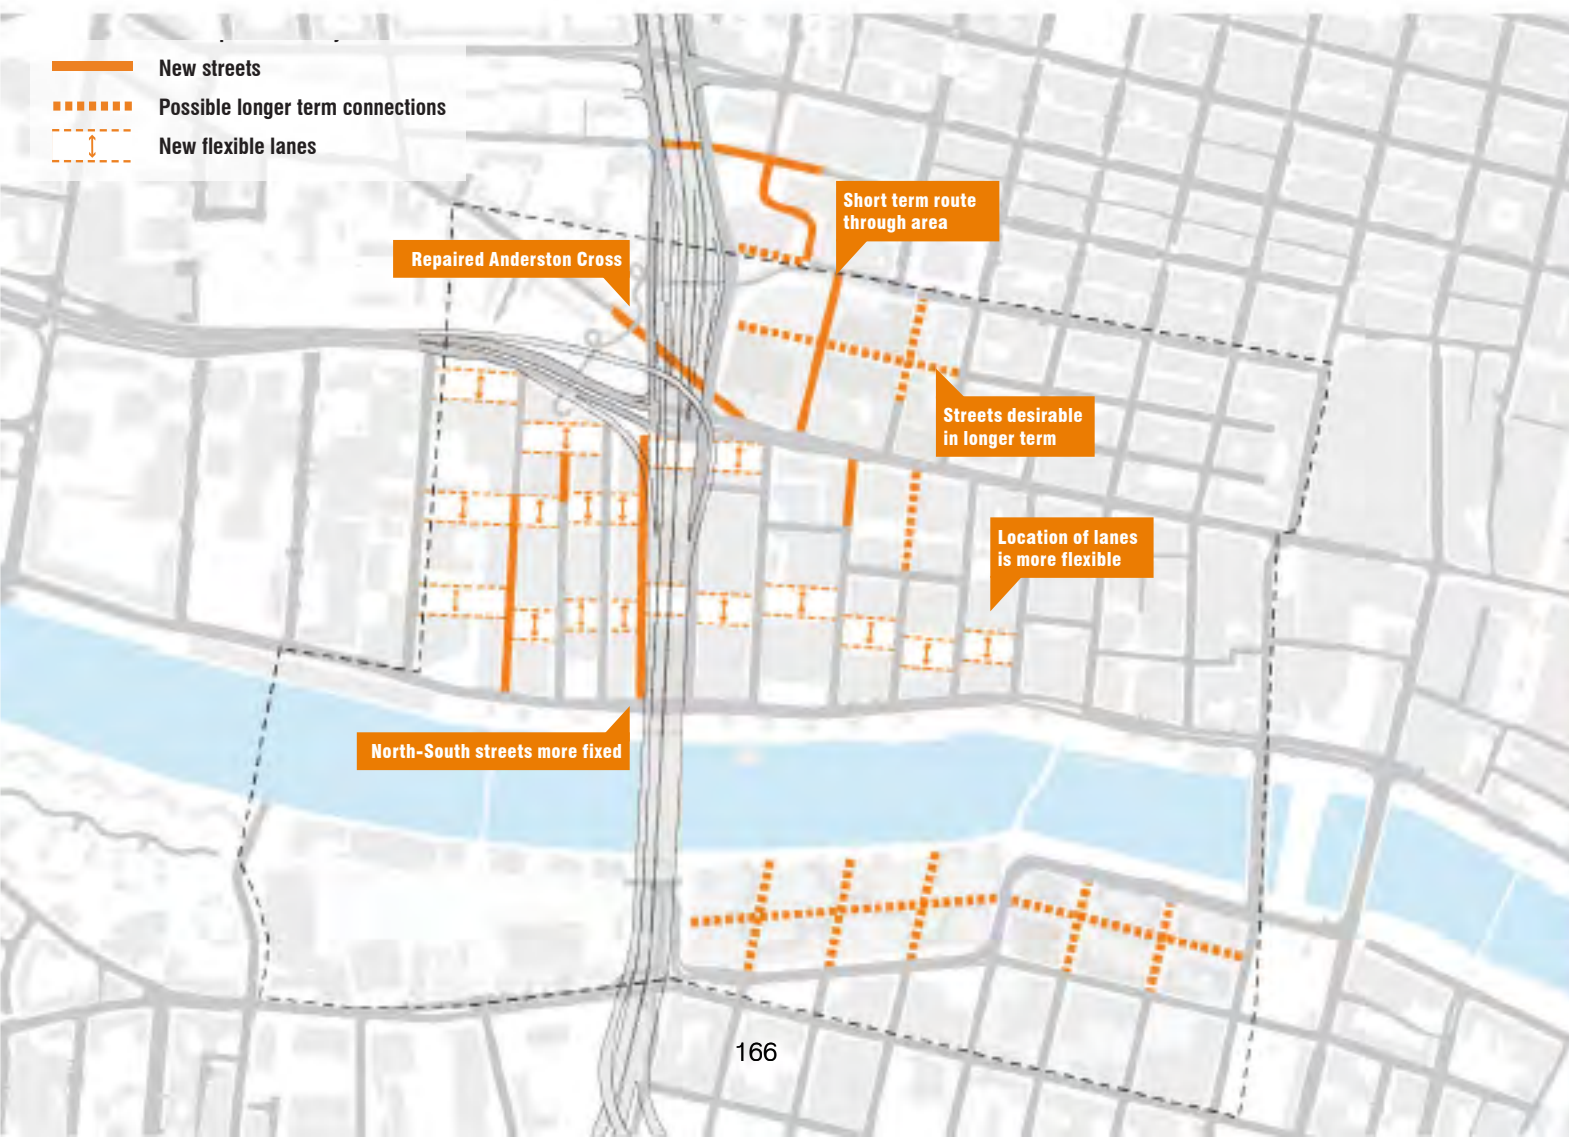 New streets
Possible longer term connections
New flexible lanes
Short term route
through area
Repaired Anderston Cross
Streets desirable
in longer term
Location of lanes
is more flexible
North-South streets more fixed
166